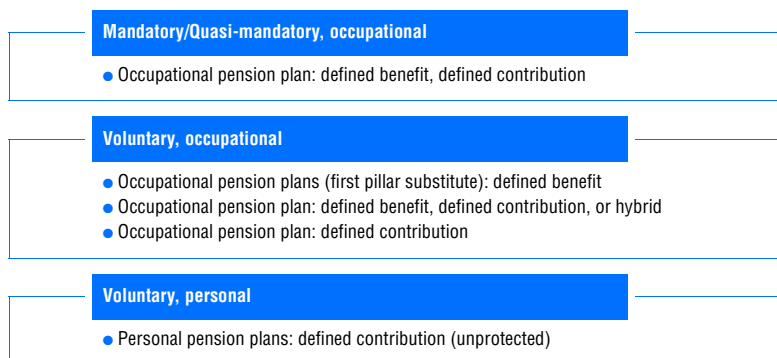 Mandatory/Quasi-mandatory, occupational
● Occupational pension plan: defined benefit, defined contribution
Voluntary, occupational
● Occupational pension plans (first pillar substitute): defined benefit
● Occupational pension plan: defined benefit, defined contribution, or hybrid
● Occupational pension plan: defined contribution
Voluntary, personal
● Personal pension plans: defined contribution (unprotected)